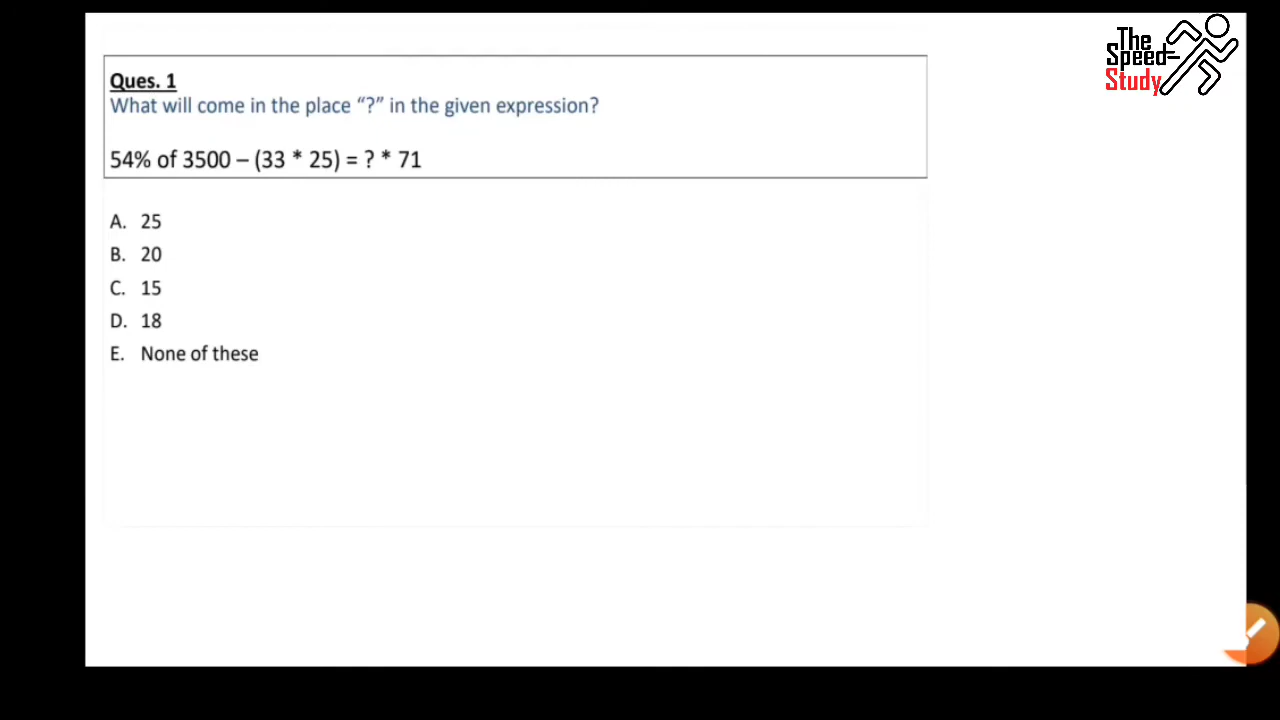 The
Speed
Study
Ques. 1
What will come in the place “?” in the given expression?
54% of 3500 – (33 * 25) = ? * 71
A. 25
B. 20
C. 15
D. 18
E. None of these